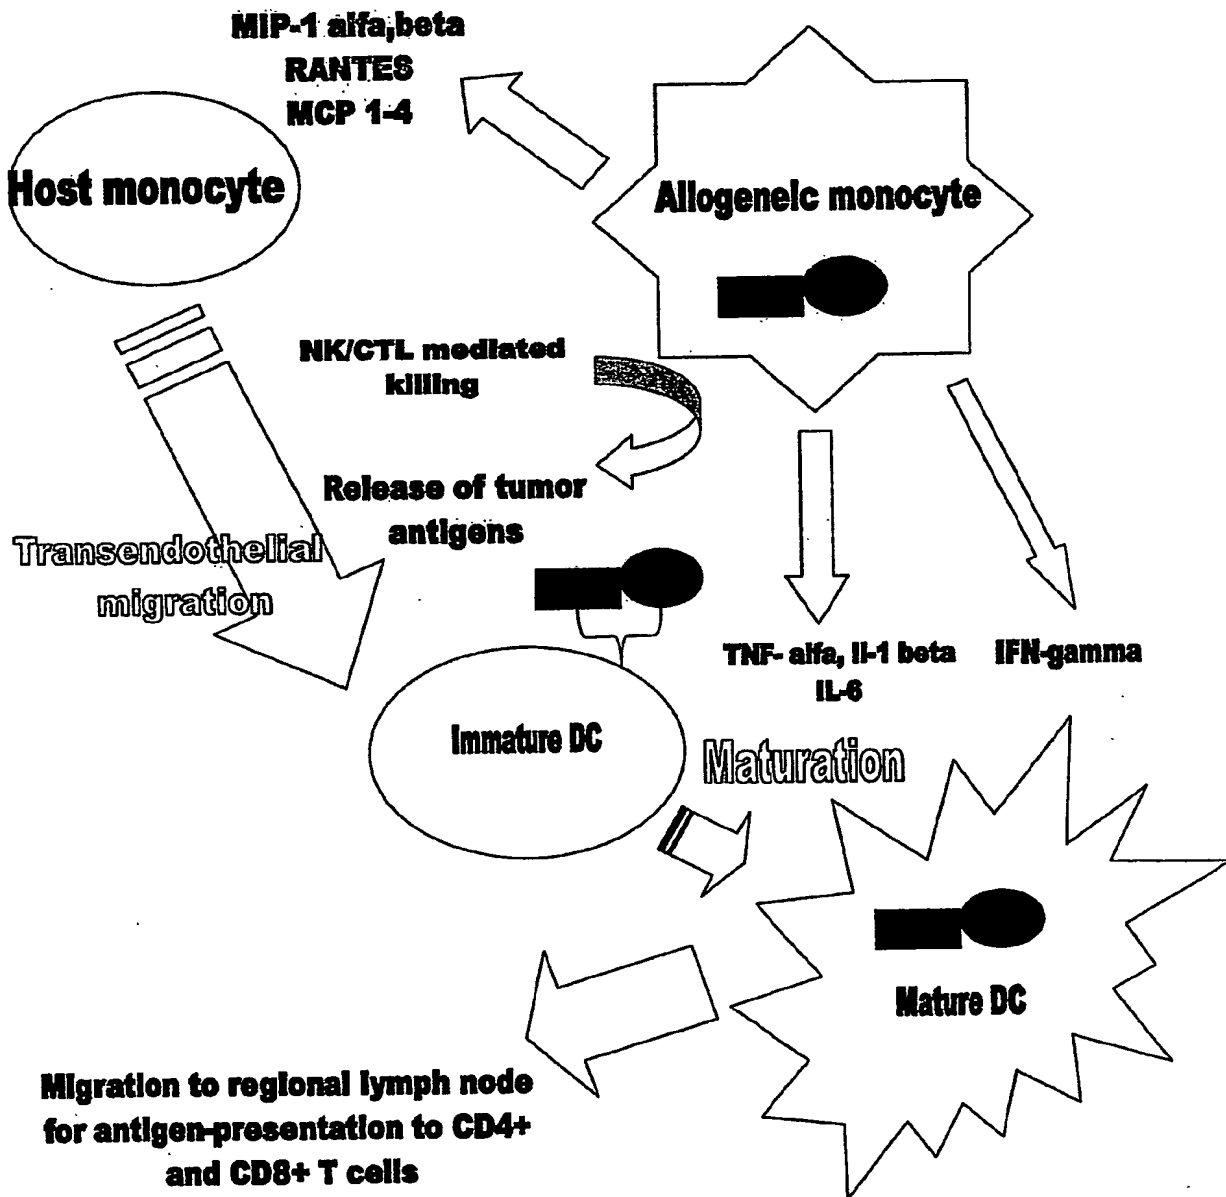 MIP-1 alfa,beta
RANTES
MCP 1-4
Host monocyte
Allogeneic monocyte
NK/CTL mediated
killing
Release of tumor
antigens
Transendothelial
migration
TNF- alfa, Il-1 beta
IL-6
IFN-gamma
Immature DC
Maturation
Mature DC
Migration to regional lymph node
for antigen-presentation to CD4+
and CD8+ T cells